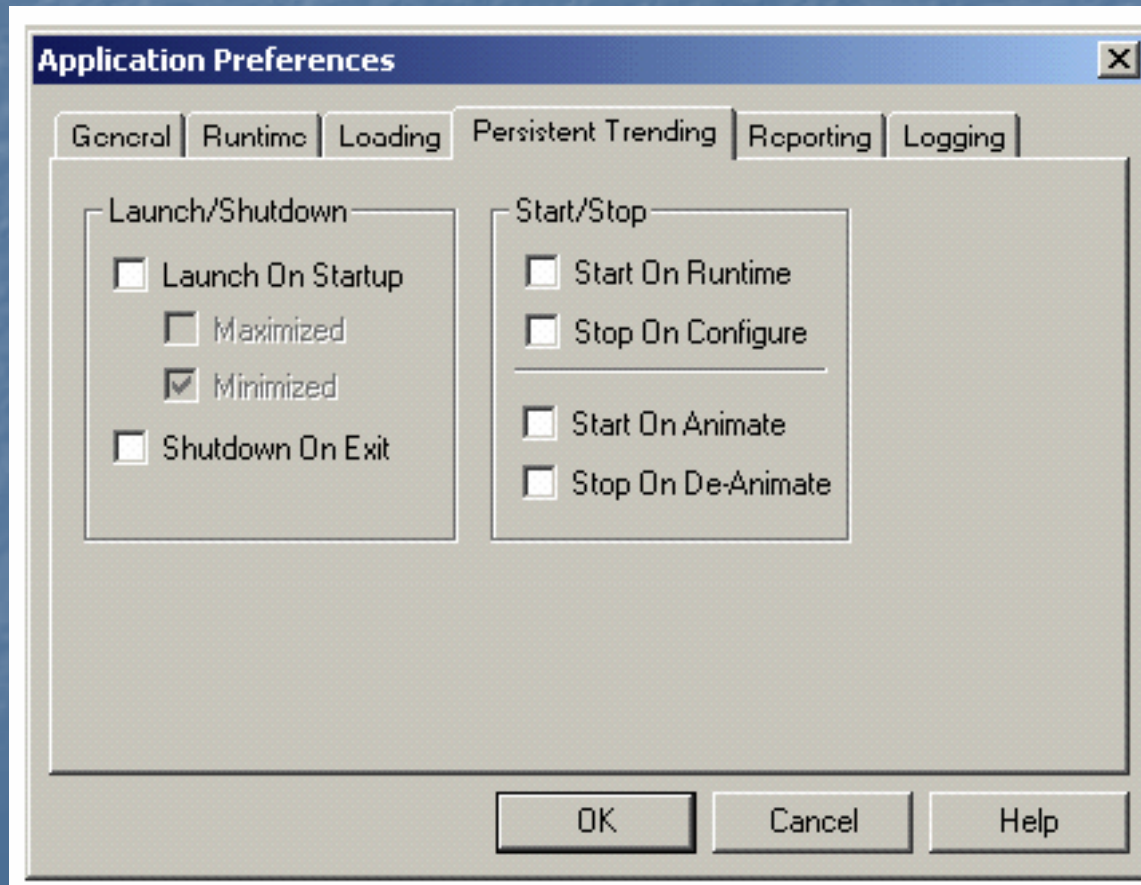 Application Preferences
General Runtime Loading Persistent Trending Reporting Logging
Launch/Shutdown
Launch On Startup
Maximized
Minimized
Shutdown On Exit
Start/Stop
Start On Runtime
Stop On Configure
Start On Animate
Stop On De-Animate
OK Cancel Help